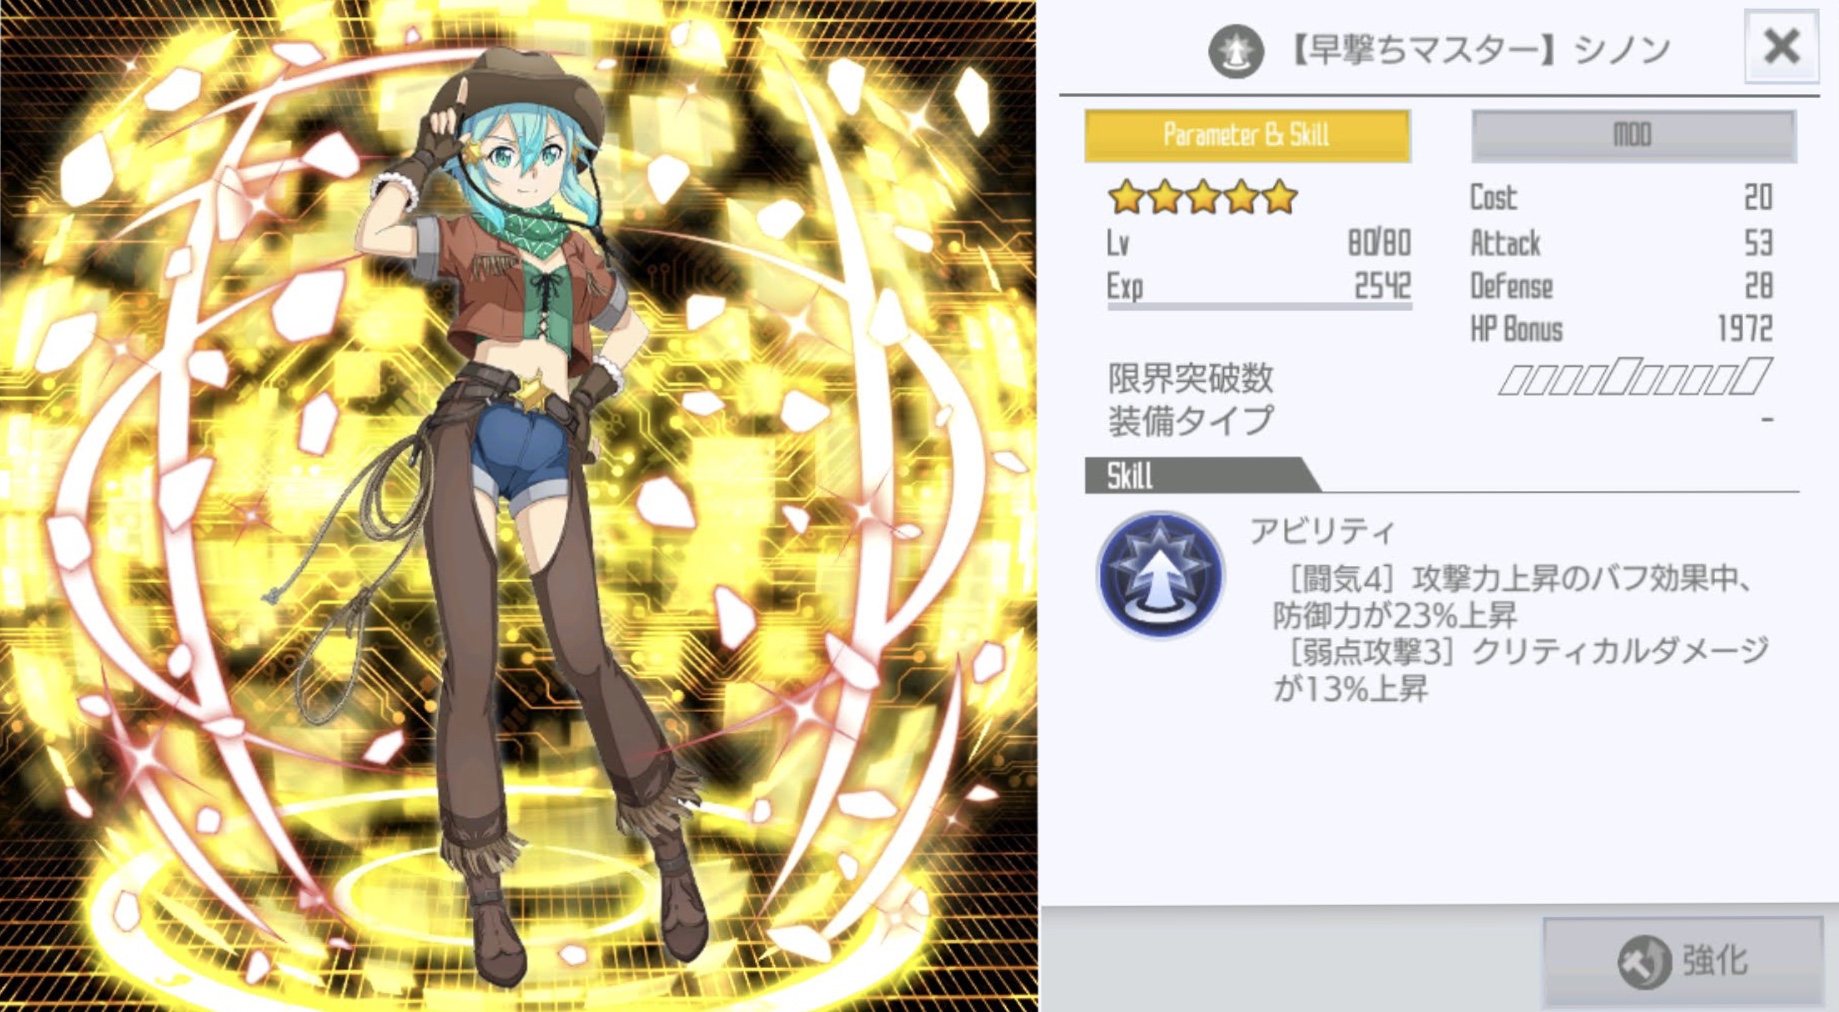 【早撃ちマスター】シノン
Parameter & Skill
MOD
Lv 80/80
Exp 2542
Cost 20
Attack 53
Defense 28
HP Bonus 1972
限界突破数
装備タイプ -
Skill
アビリティ
［闘気4］攻撃力上昇のバフ効果中、
防御力が23%上昇
［弱点攻撃3］クリティカルダメージ
が13%上昇
強化